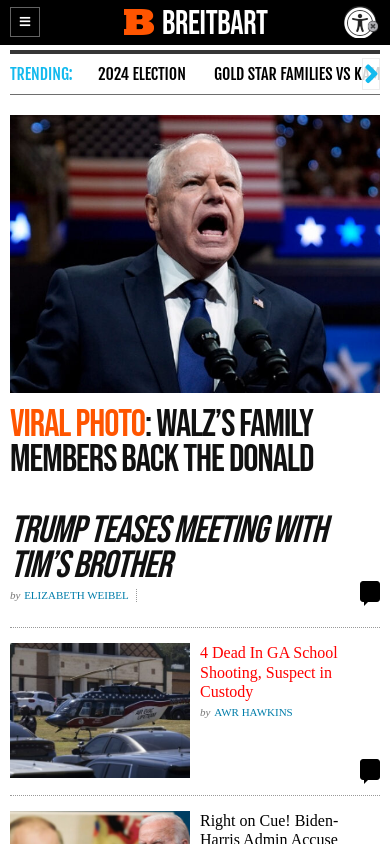 BREITBART
TRENDING:
2024 ELECTION
GOLD STAR FAMILIES VS K
VIRAL PHOTO: WALZ’S FAMILY
MEMBERS BACK THE DONALD
TRUMP TEASES MEETING WITH
TIM’S BROTHER
by ELIZABETH WEIBEL
4 Dead In GA School
Shooting, Suspect in
Custody
by AWR HAWKINS
Right on Cue! Biden-
Harris Admin Accuse